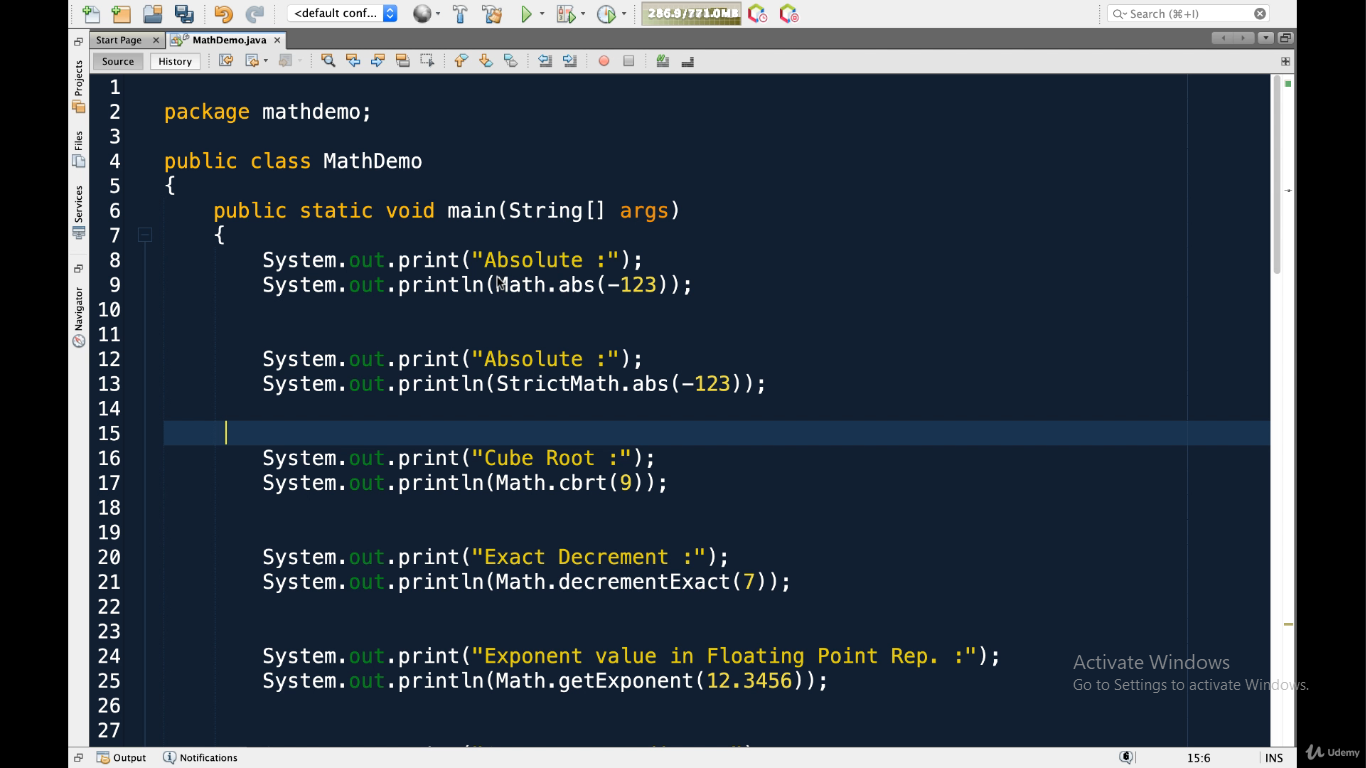 <default conf...
286.9/771.0MB
Search (⌘+I)
Start Page
MathDemo.java
Source
History
Projects
Files
Services
Navigator
1
2 package mathdemo;
3
4 public class MathDemo
5 {
6 public static void main(String[] args)
7 {
8 System.out.print("Absolute :");
9 System.out.println(Math.abs(-123));
10
11
12 System.out.print("Absolute :");
13 System.out.println(StrictMath.abs(-123));
14
15
16 System.out.print("Cube Root :");
17 System.out.println(Math.cbrt(9));
18
19
20 System.out.print("Exact Decrement :");
21 System.out.println(Math.decrementExact(7));
22
23
24 System.out.print("Exponent value in Floating Point Rep. :");
25 System.out.println(Math.getExponent(12.3456));
26
27
Activate Windows
Go to Settings to activate Windows.
Output
Notifications
6
15:6
INS
Udemy